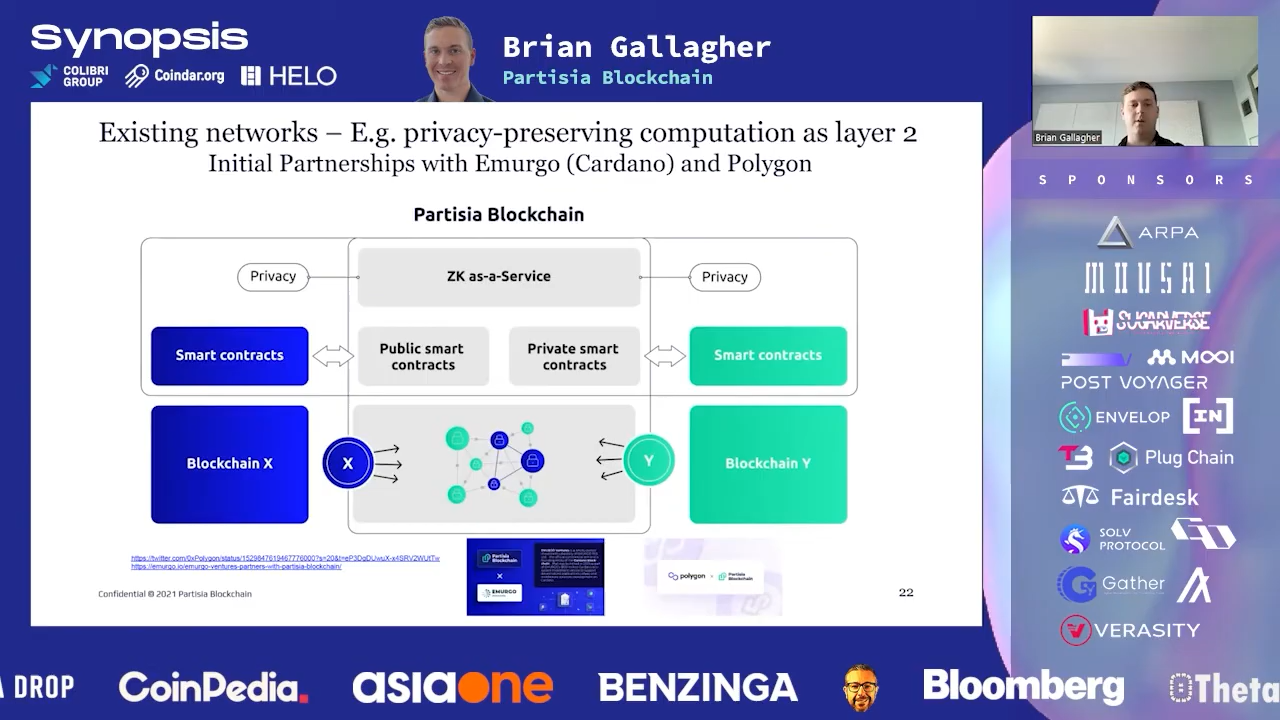 Synopsis
COLIBRI
GROUP
Coindar.org
HELO
Brian Gallagher
Partisia Blockchain
Existing networks – E.g. privacy-preserving computation as layer 2
Initial Partnerships with Emurgo (Cardano) and Polygon
Partisia Blockchain
Privacy
ZK as-a-Service
Privacy
Smart contracts
Public smart
contracts
Private smart
contracts
Smart contracts
Blockchain X
X
Y
Blockchain Y
https://emurgo.io/emurgo-ventures-partners-with-partisia-blockchain/
Partisia
Blockchain
X
EMURGO
polygon x Partisia
Blockchain
Confidential © 2021 Partisia Blockchain
22
Brian Gallagher
SPONSORS
ARPA
MOUSAI
SUGARVERSE
MOOI
POST VOYAGER
ENVELOP
[IN]
Plug Chain
Fairdesk
SOLV
PROTOCOL
Gather
VERASITY
A DROP
CoinPedia.
asiaone
BENZINGA
Bloomberg
Theta